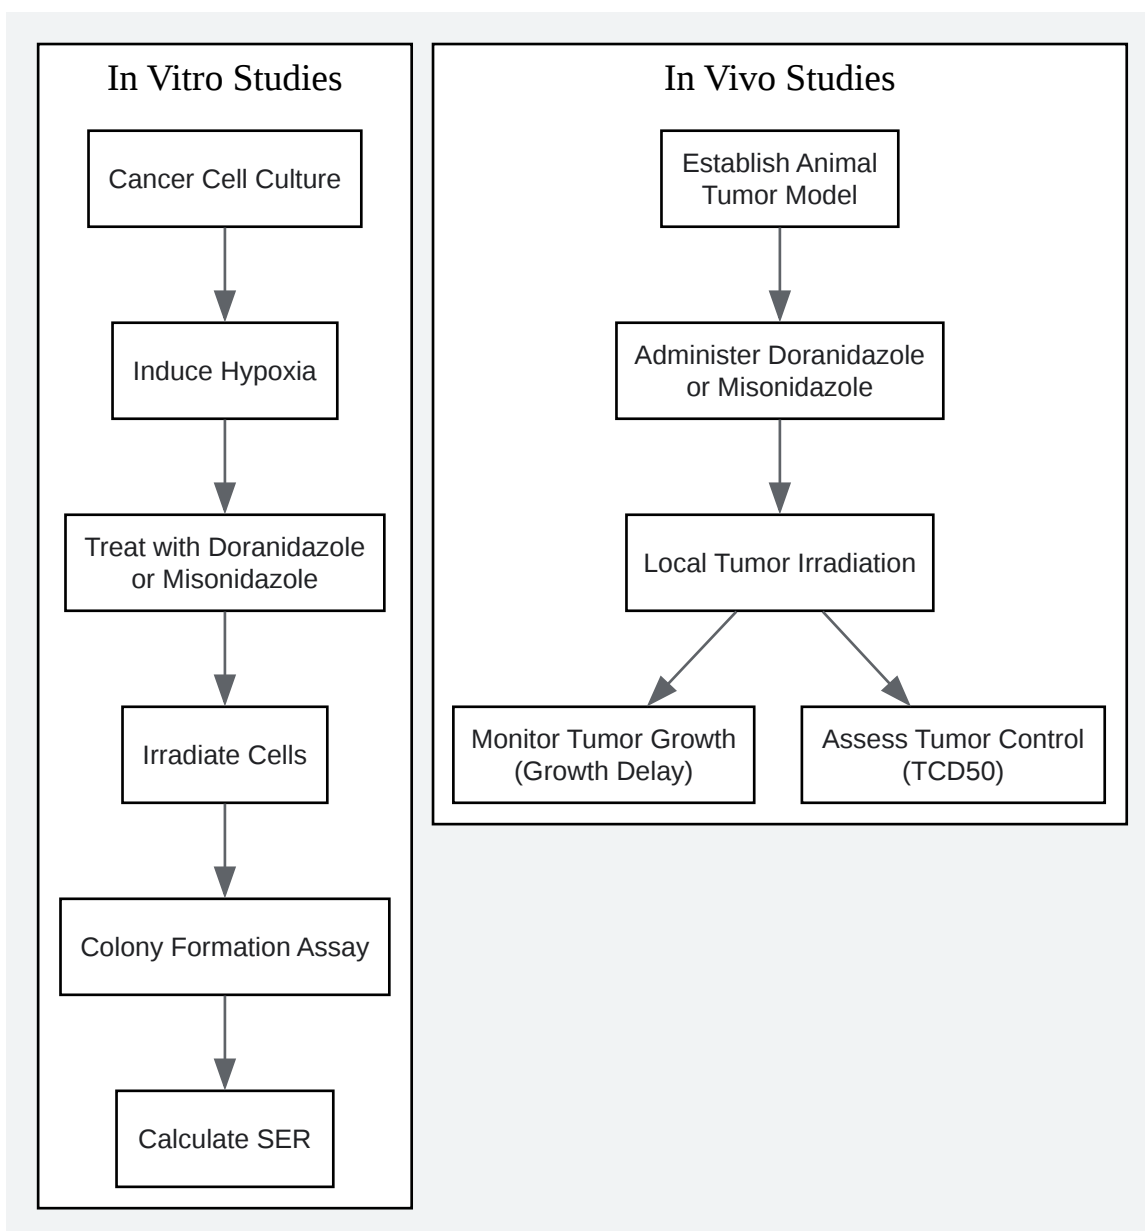 In Vitro Studies
Cancer Cell Culture
Induce Hypoxia
Treat with Doranidazole
or Misonidazole
Irradiate Cells
Colony Formation Assay
Calculate SER
In Vivo Studies
Establish Animal
Tumor Model
Administer Doranidazole
or Misonidazole
Local Tumor Irradiation
Monitor Tumor Growth
(Growth Delay)
Assess Tumor Control
(TCD50)